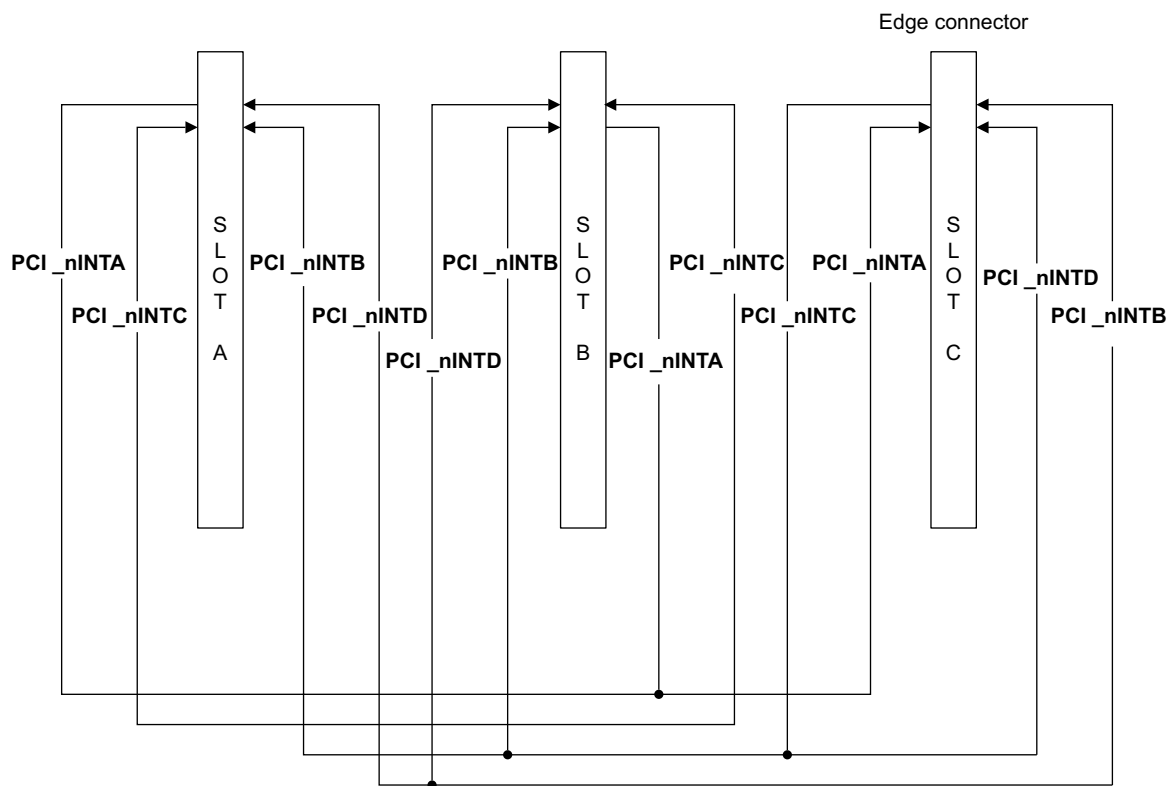 Edge connector
S
L
O
T
A
S
L
O
T
B
S
L
O
T
C
PCI _nINTA
PCI _nINTB
PCI _nINTB
PCI _nINTC
PCI _nINTA
PCI _nINTD
PCI _nINTC
PCI _nINTD
PCI _nINTC
PCI _nINTB
PCI _nINTD
PCI _nINTA